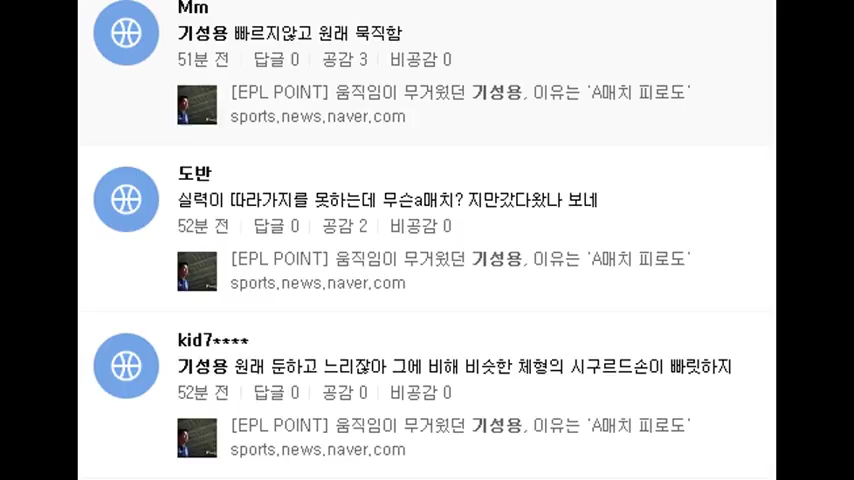 Mm
기성용 빠르지않고 원래 묵직함
51분 전 답글 0 공감 3 비공감 0
[EPL POINT] 움직임이 무거웠던 기성용, 이유는 'A매치 피로도'
sports.news.naver.com
도반
실력이 따라가지를 못하는데 무슨a매치? 지만갔다왔나 보네
52분 전 답글 0 공감 2 비공감 0
[EPL POINT] 움직임이 무거웠던 기성용, 이유는 'A매치 피로도'
sports.news.naver.com
kid7****
기성용 원래 둔하고 느리잖아 그에 비해 비슷한 체형의 시구르드손이 빠릿하지
52분 전 답글 0 공감 0 비공감 0
[EPL POINT] 움직임이 무거웠던 기성용, 이유는 'A매치 피로도'
sports.news.naver.com